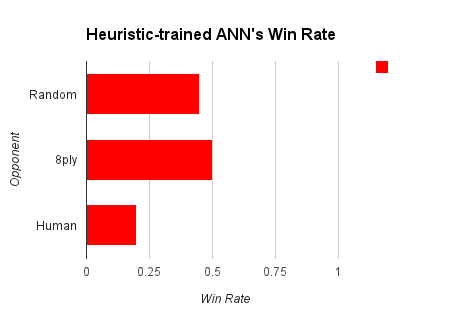 Heuristic-trained ANN's Win Rate
Opponent
Random
8ply
Human
0 0.25 0.5 0.75 1
Win Rate